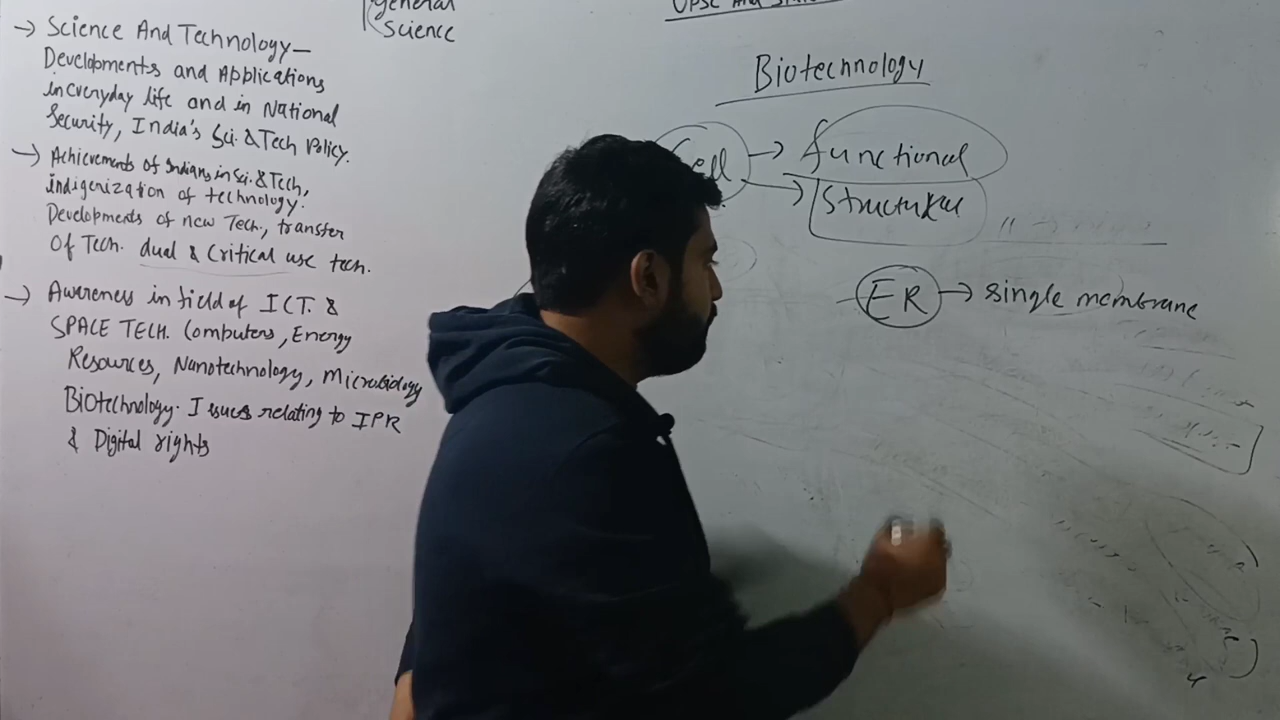 general
science
UPSC And
→ Science And Technology—
Developments and Applications
in everyday life and in National
Security, India's Sci. & Tech Policy.
→ Achievements of Indians in Sci. & Tech,
indigenization of technology.
Developments of new Tech., transfer
Of Tech. dual & Critical use tech.
→ Awareness in field of ICT. &
SPACE TECH. Computers, Energy
Resources, Nanotechnology, Microbiology
Biotechnology. Issues relating to IPR
& Digital rights
Biotechnology
Cell → functional
→ Structural
ER → single membrane